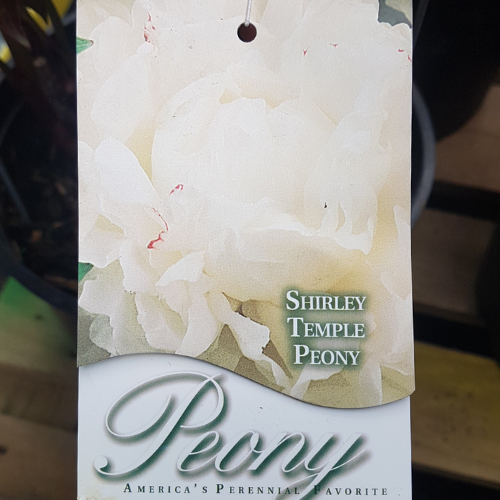 SHIRLEY
TEMPLE
PEONY
Peony
AMERICA'S PERENNIAL FAVORITE